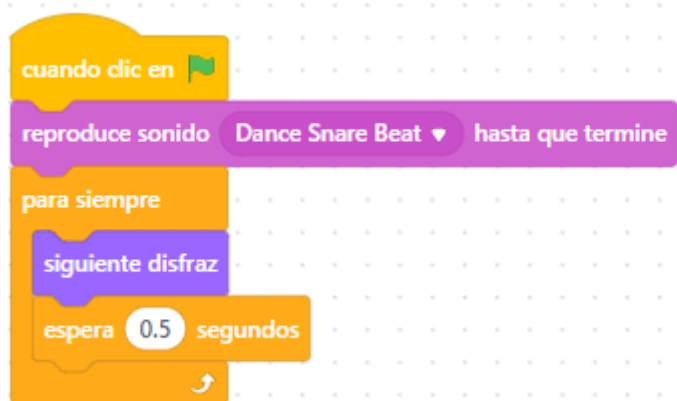 cuando clic en
reproduce sonido Dance Snare Beat hasta que termine
para siempre
siguiente disfraz
espera 0.5 segundos